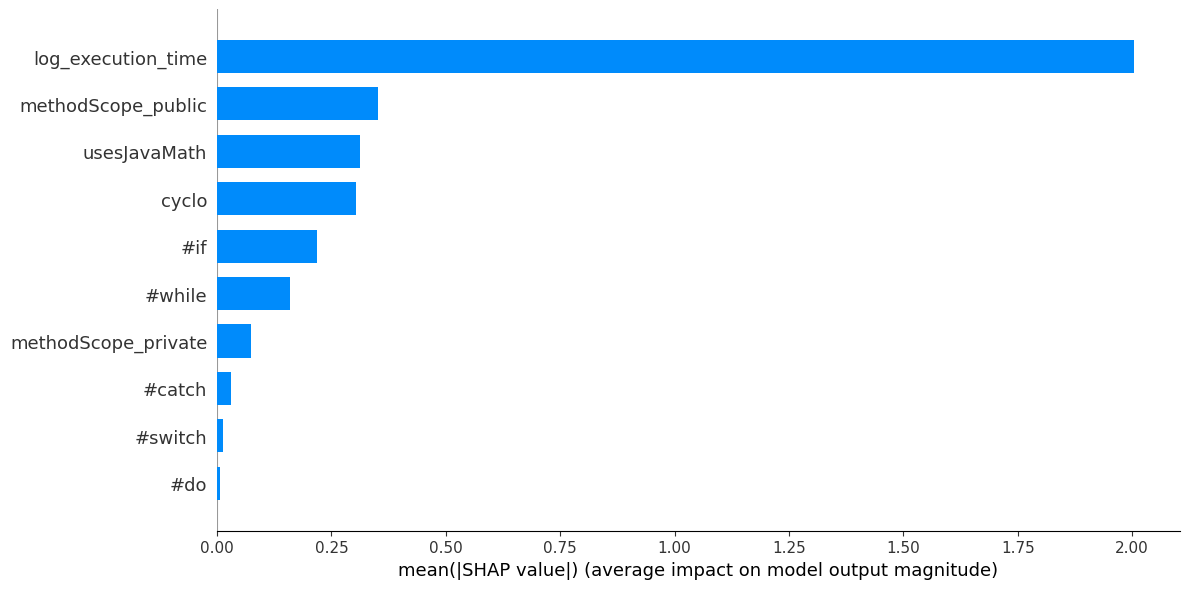 log_execution_time
methodScope_public
usesJavaMath
cyclo
#if
#while
methodScope_private
#catch
#switch
#do
0.00 0.25 0.50 0.75 1.00 1.25 1.50 1.75 2.00
mean(|SHAP value|) (average impact on model output magnitude)